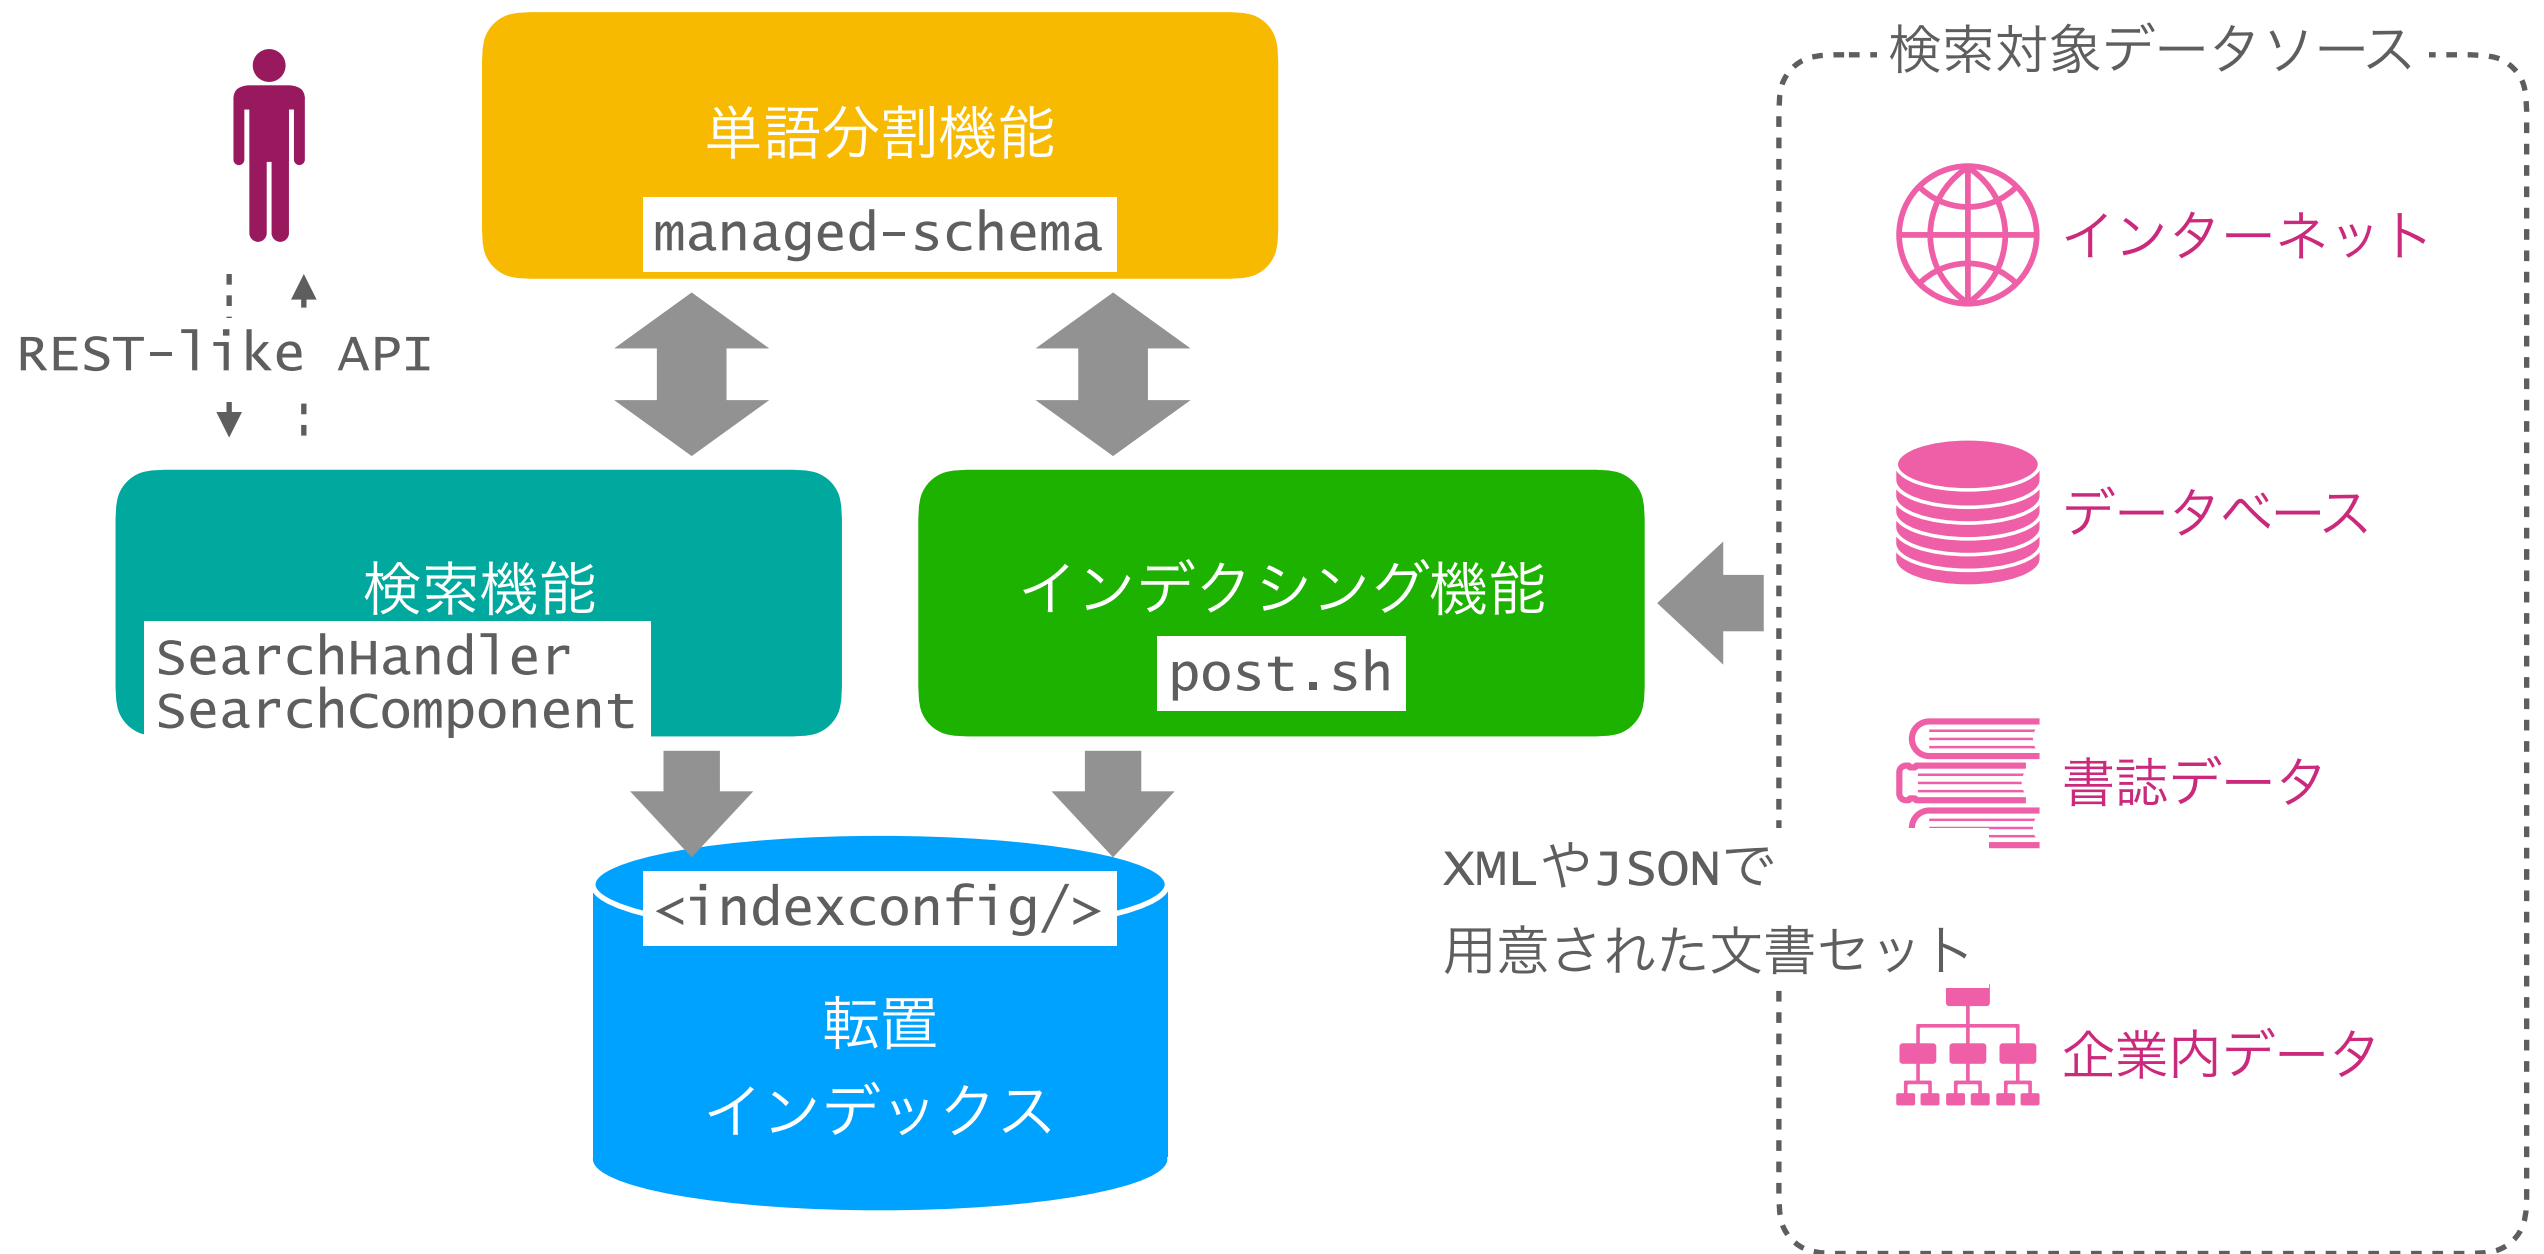 検索対象データソース
単語分割機能
managed-schema
インターネット
REST-like API
データベース
検索機能
SearchHandler
SearchComponent
インデクシング機能
post.sh
書誌データ
XMLやJSONで
用意された文書セット
<indexconfig/>
転置
インデックス
企業内データ